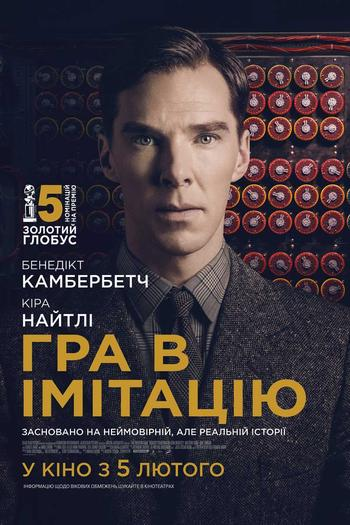 5
НОМІНАЦІЙ
НА ПРЕМІЮ
ЗОЛОТИЙ
ГЛОБУС
БЕНЕДІКТ
КАМБЕРБЕТЧ
КІРА
НАЙТЛІ
ГРА В
ІМІТАЦІЮ
ЗАСНОВАНО НА НЕЙМОВІРНІЙ, АЛЕ РЕАЛЬНІЙ ІСТОРІЇ
У КІНО З 5 ЛЮТОГО
ІНФОРМАЦІЮ ЩОДО ВІКОВИХ ОБМЕЖЕНЬ ШУКАЙТЕ В КІНОТЕАТРАХ